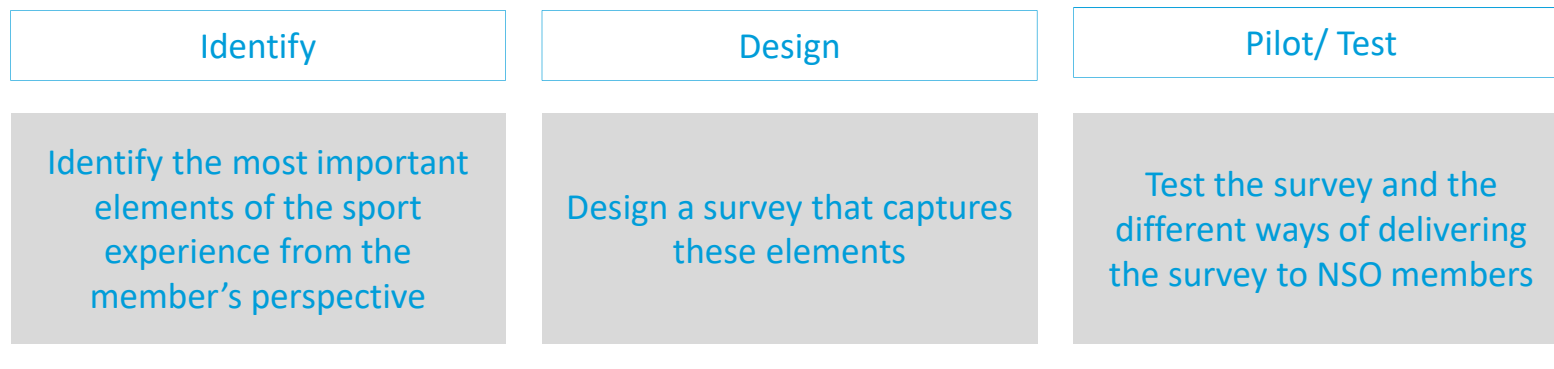 Identify
Identify the most important
elements of the sport
experience from the
member’s perspective
Design
Design a survey that captures
these elements
Pilot/ Test
Test the survey and the
different ways of delivering
the survey to NSO members